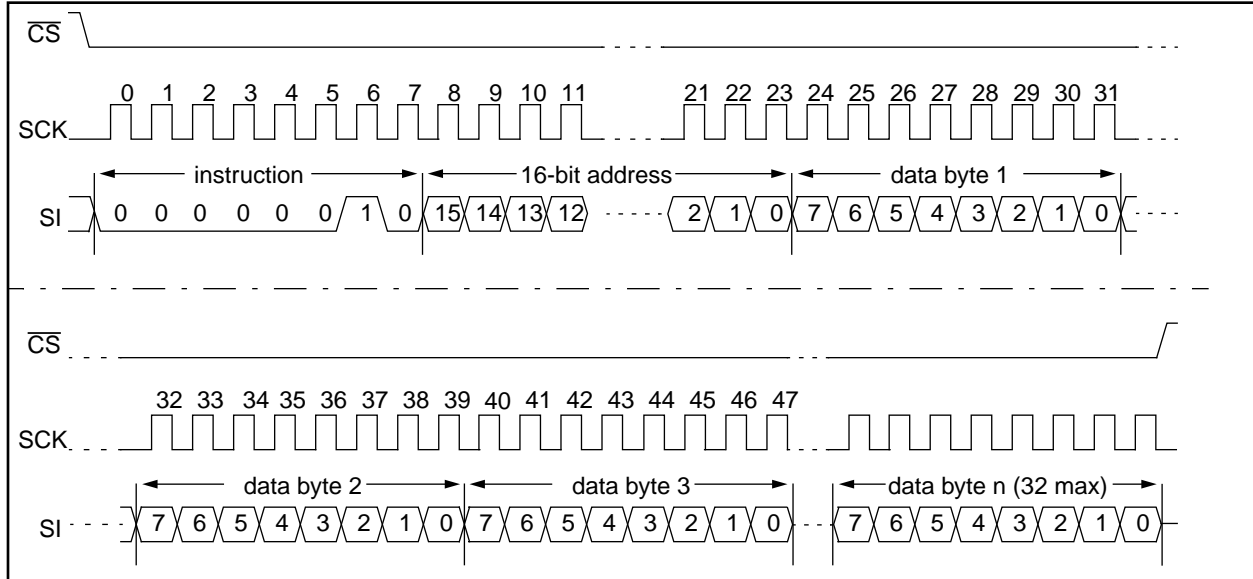 CS
0 1 2 3 4 5 6 7 8 9 10 11 21 22 23 24 25 26 27 28 29 30 31
SCK
instruction 16-bit address data byte 1
SI 0 0 0 0 0 0 1 0 15 14 13 12 2 1 0 7 6 5 4 3 2 1 0
CS
32 33 34 35 36 37 38 39 40 41 42 43 44 45 46 47
SCK
data byte 2 data byte 3 data byte n (32 max)
SI 7 6 5 4 3 2 1 0 7 6 5 4 3 2 1 0 7 6 5 4 3 2 1 0